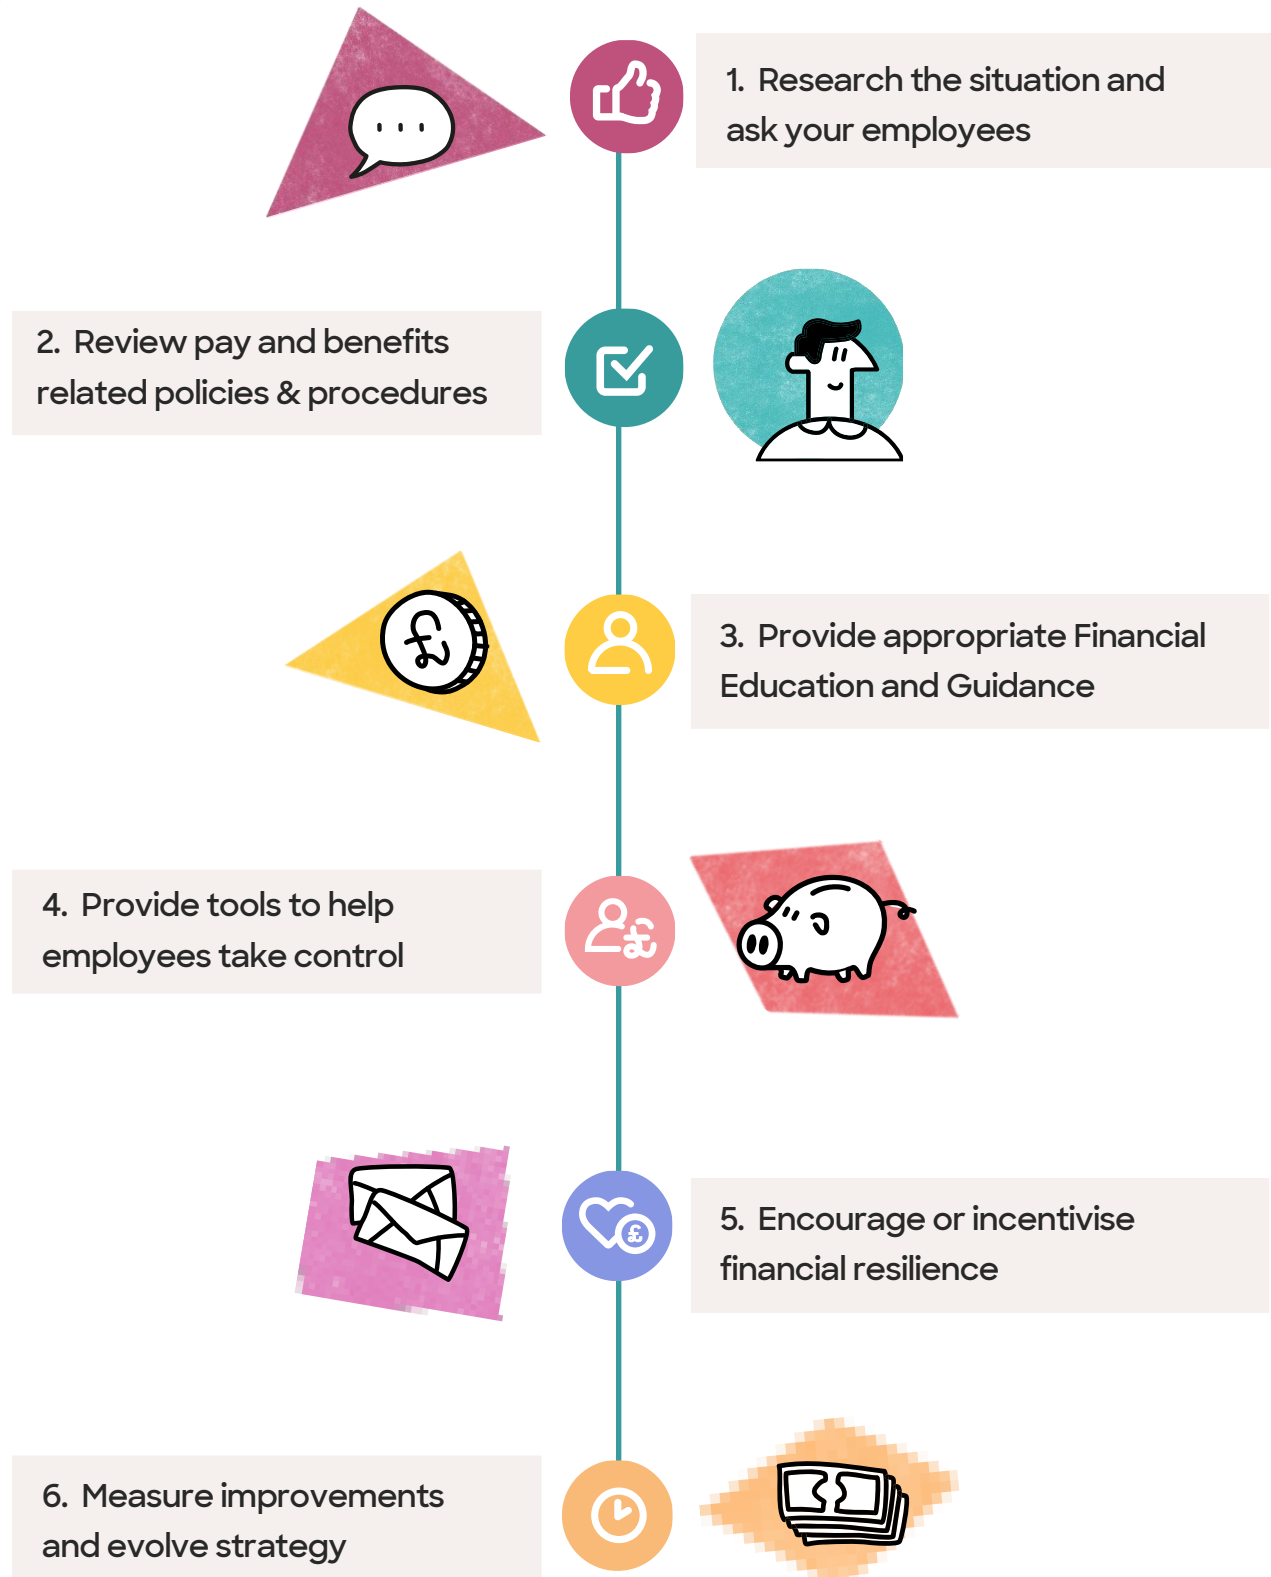 1. Research the situation and
ask your employees
2. Review pay and benefits
related policies & procedures
£
3. Provide appropriate Financial
Education and Guidance
4. Provide tools to help
employees take control
£
£
5. Encourage or incentivise
financial resilience
6. Measure improvements
and evolve strategy